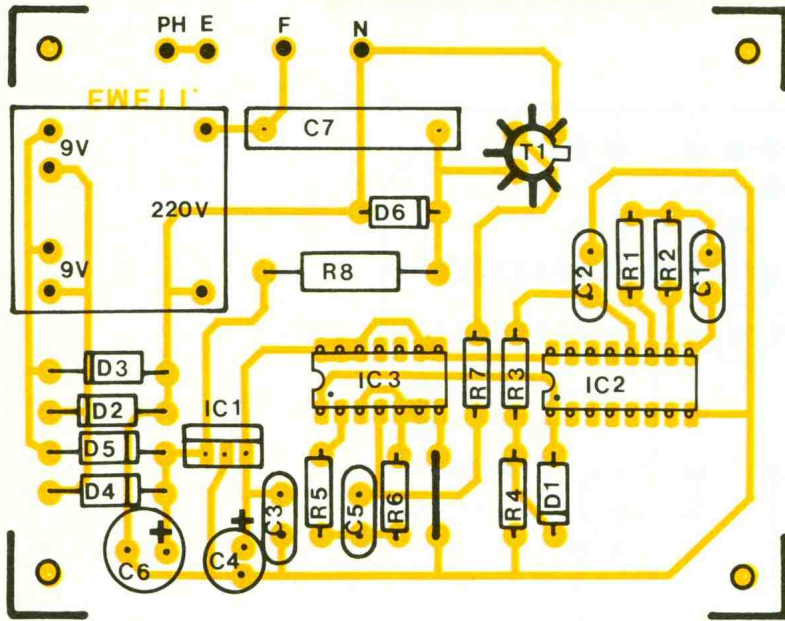 PH E F N
C7
T1
9V
220V
D6
9V
R8
C2 R1 R2 C1
D3
D2
IC1
IC3
R7
R3
IC2
D5
D4
R5
C5
R6
R4
D1
C3
C6
C4